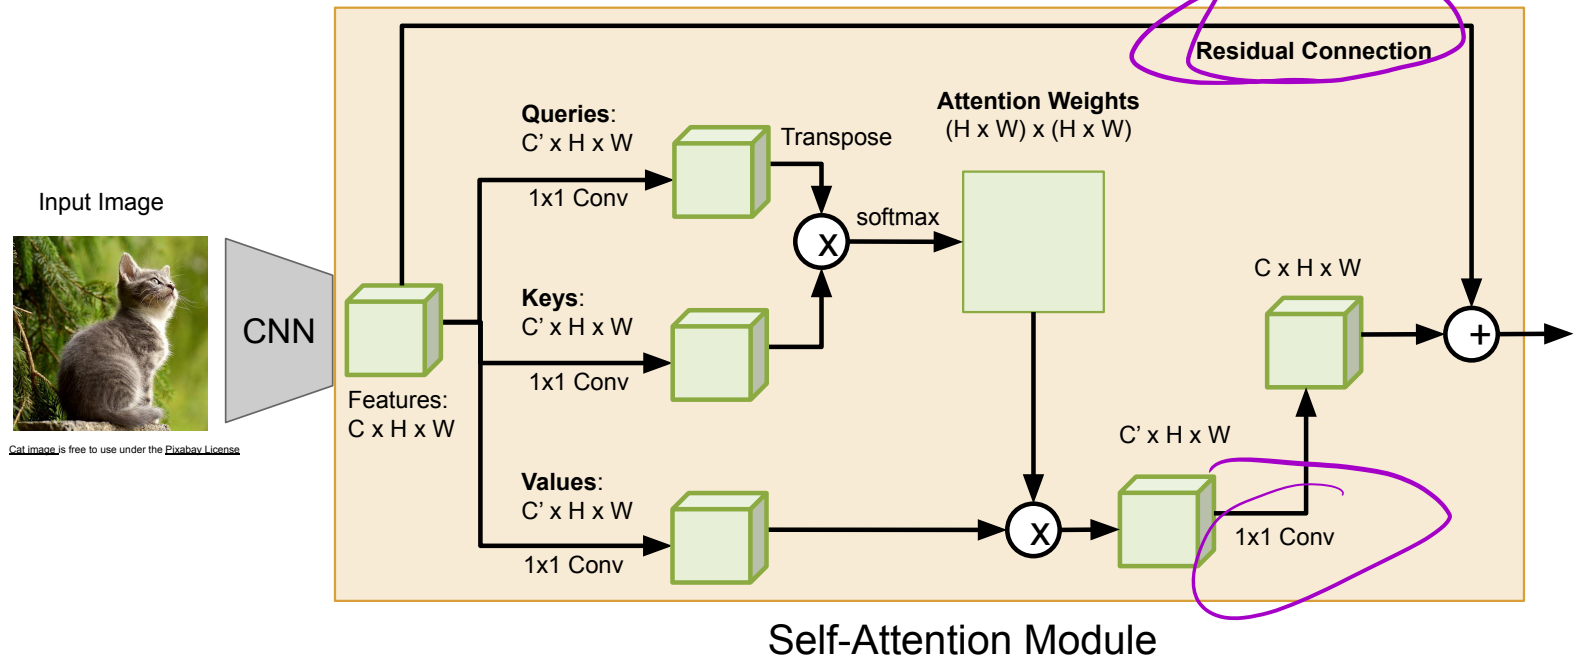 Residual Connection
Attention Weights
(H x W) x (H x W)
Queries:
C’ x H x W
Transpose
1x1 Conv
Input Image
softmax
X
C x H x W
Keys:
C’ x H x W
CNN
+
1x1 Conv
Features:
C x H x W
Cat image is free to use under the Pixabay License
C’ x H x W
Values:
C’ x H x W
X
1x1 Conv
1x1 Conv
Self-Attention Module